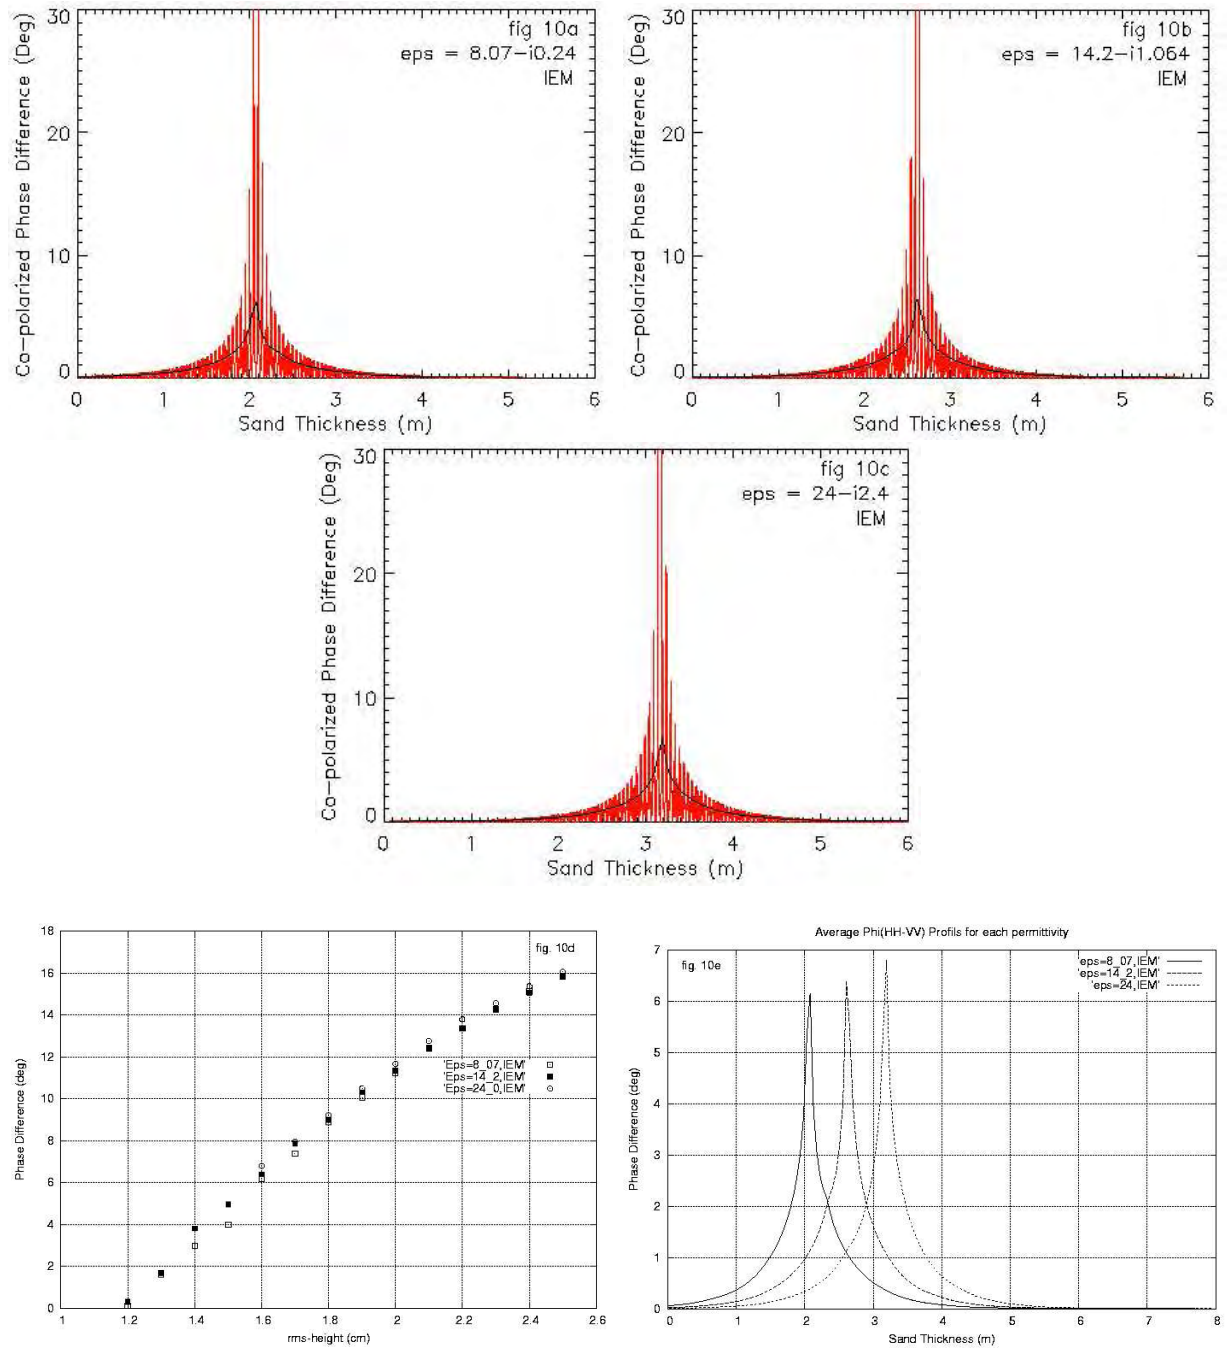 fig 10a
eps = 8.07-i0.24
IEM
Co-polarized Phase Difference (Deg)
30
20
10
0
0 1 2 3 4 5 6
Sand Thickness (m)
fig 10b
eps = 14.2-i1.064
IEM
Co-polarized Phase Difference (Deg)
30
20
10
0
0 1 2 3 4 5 6
Sand Thickness (m)
fig 10c
eps = 24-i2.4
IEM
Co-polarized Phase Difference (Deg)
30
20
10
0
0 1 2 3 4 5 6
Sand Thickness (m)
fig. 10d
Phase Difference (deg)
18
16
14
12
10
8
6
4
2
0
'Eps=8_07,IEM'
'Eps=14_2,IEM'
'Eps=24_0,IEM'
1 1.2 1.4 1.6 1.8 2 2.2 2.4 2.6
rms-height (cm)
Average Phi(HH-VV) Profils for each permittivity
fig. 10e
'eps=8_07,IEM'
'eps=14_2,IEM'
'eps=24,IEM'
Phase Difference (deg)
7
6
5
4
3
2
1
0
0 1 2 3 4 5 6 7 8
Sand Thickness (m)